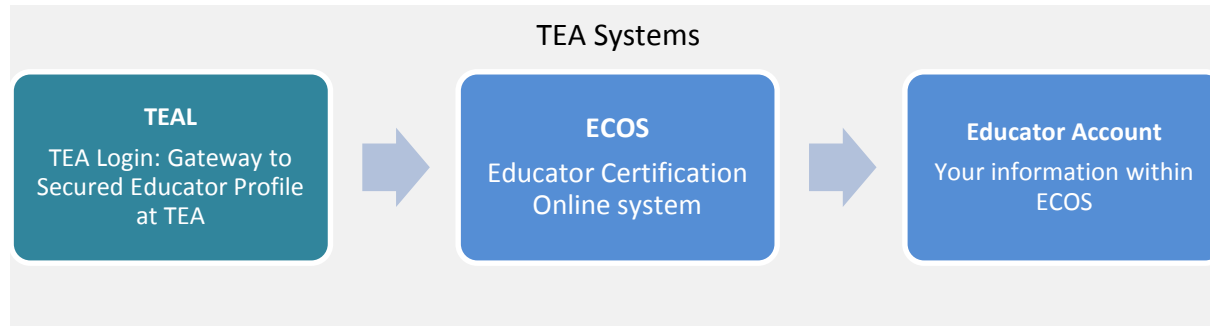 TEA Systems
TEAL
TEA Login: Gateway to
Secured Educator Profile
at TEA
ECOS
Educator Certification
Online system
Educator Account
Your information within
ECOS